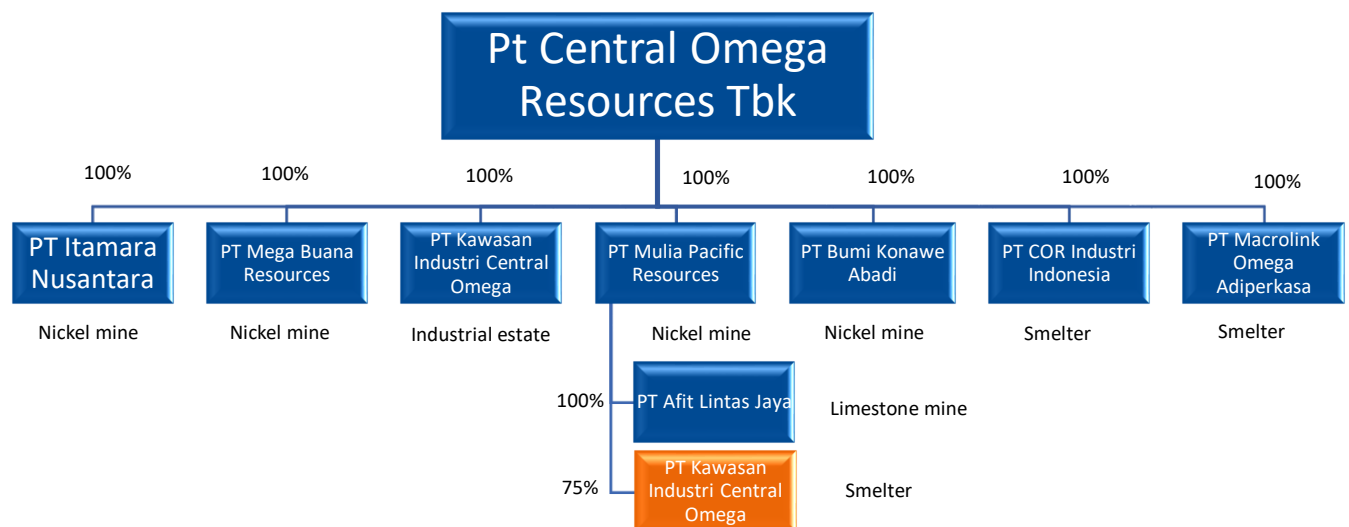 Pt Central Omega
Resources Tbk
100%
100%
100%
100%
100%
100%
100%
PT Itamara
Nusantara
PT Mega Buana
Resources
PT Kawasan
Industri Central
Omega
PT Mulia Pacific
Resources
PT Bumi Konawe
Abadi
PT COR Industri
Indonesia
PT Macrolink
Omega
Adiperkasa
Nickel mine
Nickel mine
Industrial estate
Nickel mine
Nickel mine
Smelter
Smelter
100%
PT Afit Lintas Jaya
Limestone mine
75%
PT Kawasan
Industri Central
Omega
Smelter